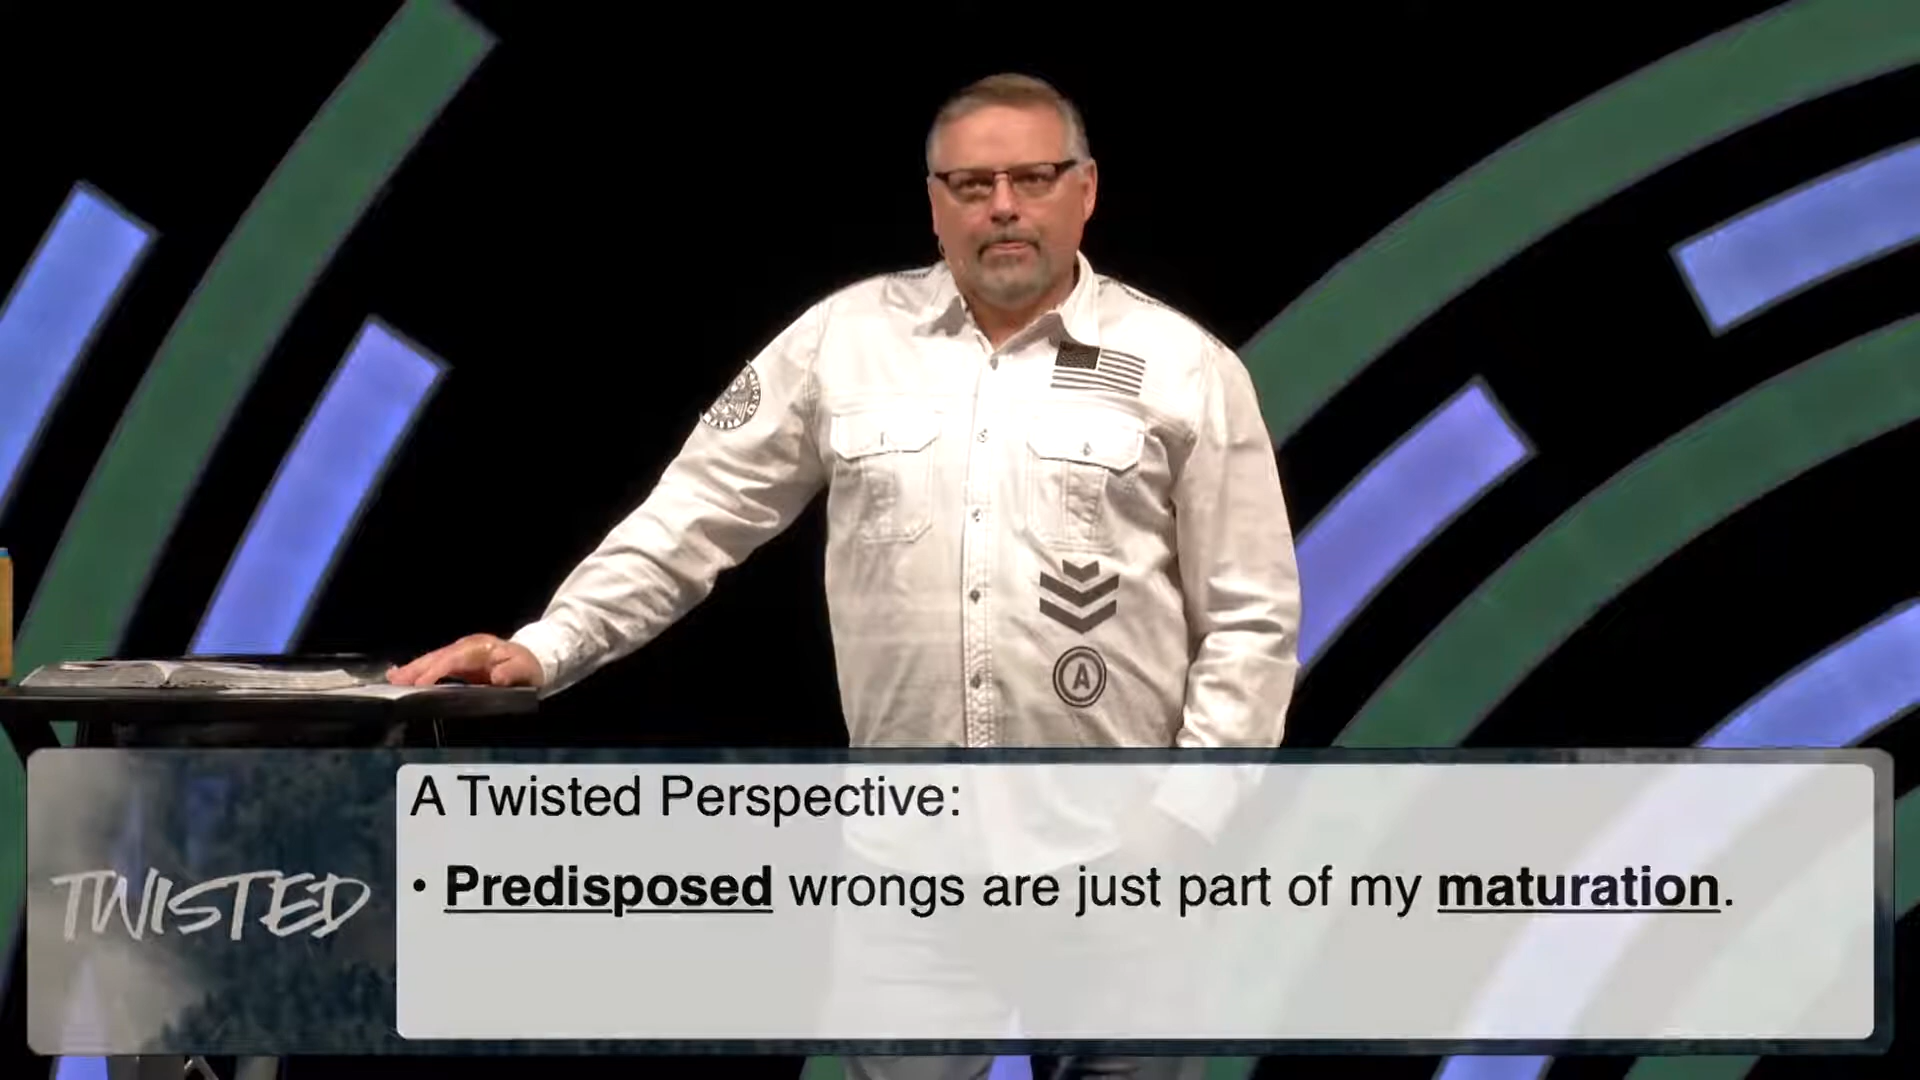 A
A Twisted Perspective:
TWISTED
• Predisposed wrongs are just part of my maturation.